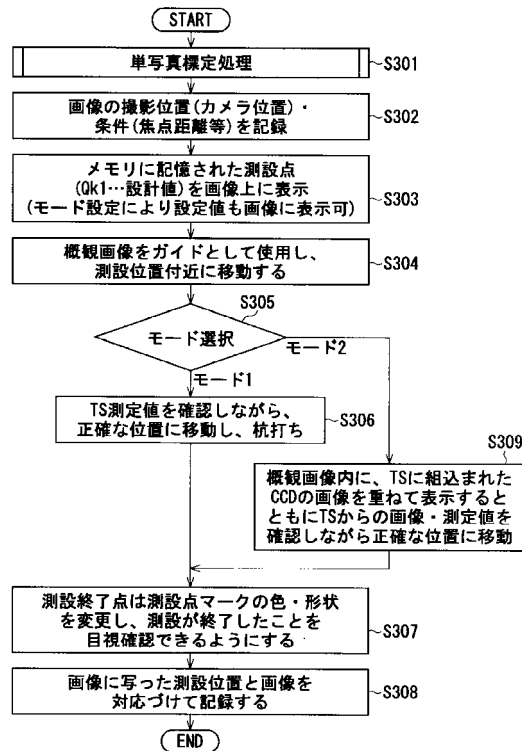 START
単写真標定処理
S301
画像の撮影位置(カメラ位置)・
条件(焦点距離等)を記録
S302
メモリに記憶された測設点
(Qk1…設計値)を画像上に表示
(モード設定により設定値も画像に表示可)
S303
概観画像をガイドとして使用し、
測設位置付近に移動する
S304
S305
モード選択
モード2
モード1
TS測定値を確認しながら、
正確な位置に移動し、杭打ち
S306
S309
概観画像内に、TSに組込まれた
CCDの画像を重ねて表示すると
ともにTSからの画像・測定値を
確認しながら正確な位置に移動
測設終了点は測設点マークの色・形状
を変更し、測設が終了したことを
目視確認できるようにする
S307
画像に写った測設位置と画像を
対応づけて記録する
S308
END